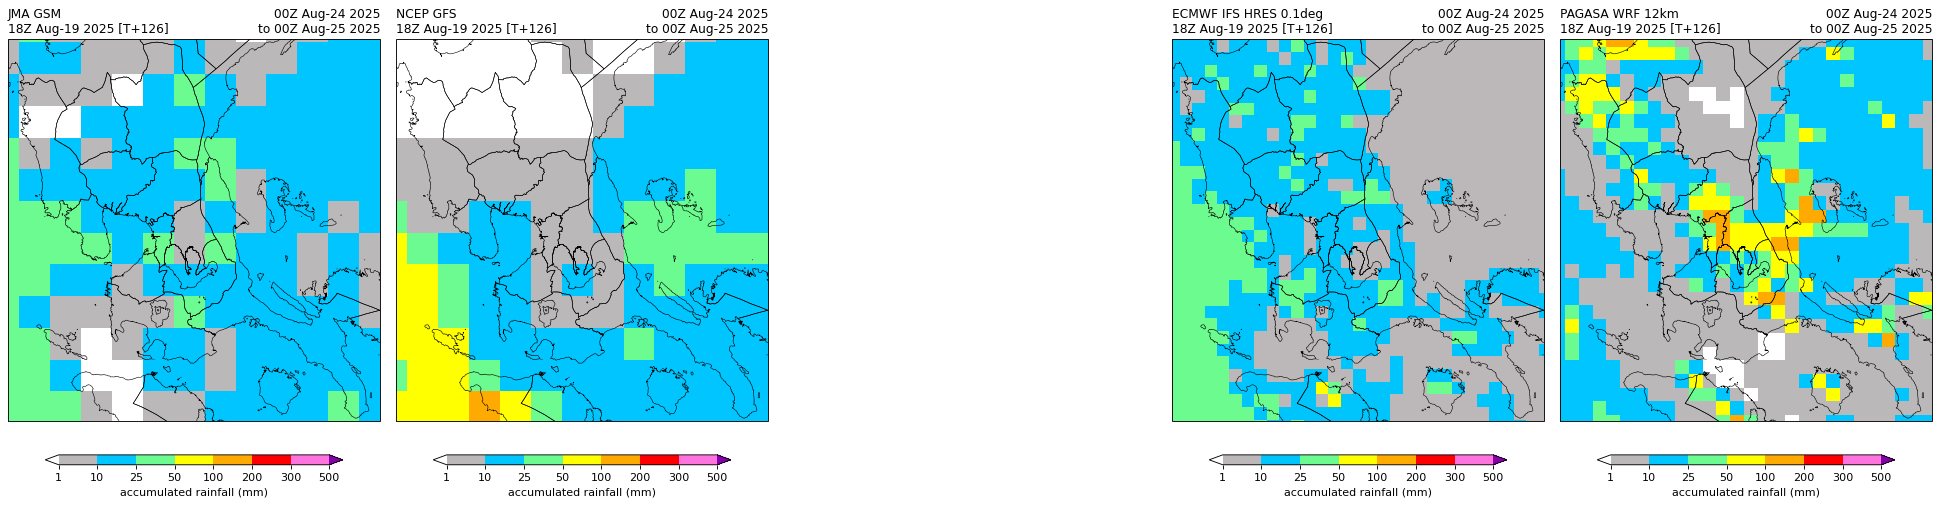 JMA GSM 00Z Aug-24 2025
18Z Aug-19 2025 [T+126] to 00Z Aug-25 2025
NCEP GFS 00Z Aug-24 2025
18Z Aug-19 2025 [T+126] to 00Z Aug-25 2025
ECMWF IFS HRES 0.1deg 00Z Aug-24 2025
18Z Aug-19 2025 [T+126] to 00Z Aug-25 2025
PAGASA WRF 12km 00Z Aug-24 2025
18Z Aug-19 2025 [T+126] to 00Z Aug-25 2025
1 10 25 50 100 200 300 500
accumulated rainfall (mm)
1 10 25 50 100 200 300 500
accumulated rainfall (mm)
1 10 25 50 100 200 300 500
accumulated rainfall (mm)
1 10 25 50 100 200 300 500
accumulated rainfall (mm)